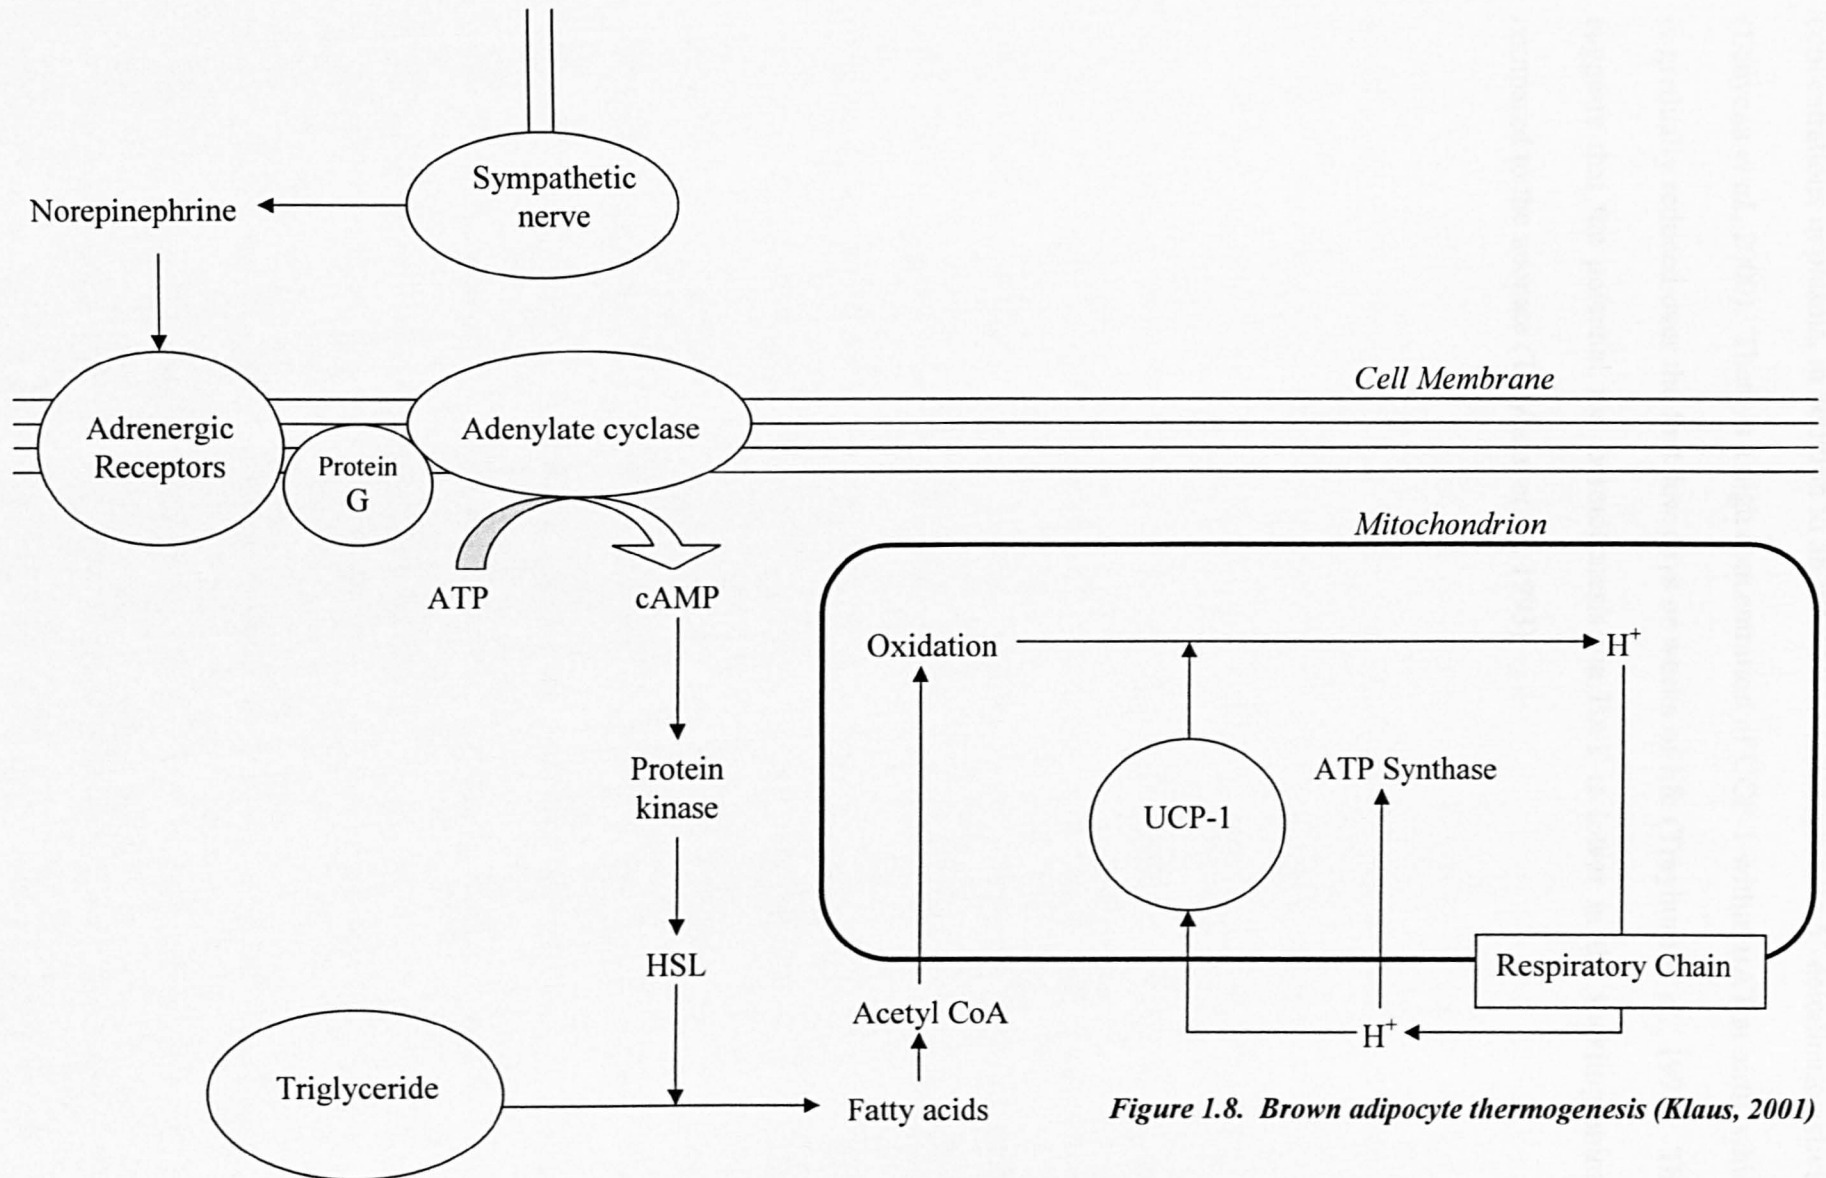 Sympathetic
nerve
Norepinephrine
Cell Membrane
Adrenergic
Receptors
Protein
G
Adenylate cyclase
Mitochondrion
ATP
cAMP
Oxidation
H+
Protein
kinase
UCP-1
ATP Synthase
HSL
Respiratory Chain
Acetyl CoA
H+
Triglyceride
Fatty acids
Figure 1.8. Brown adipocyte thermogenesis (Klaus, 2001)